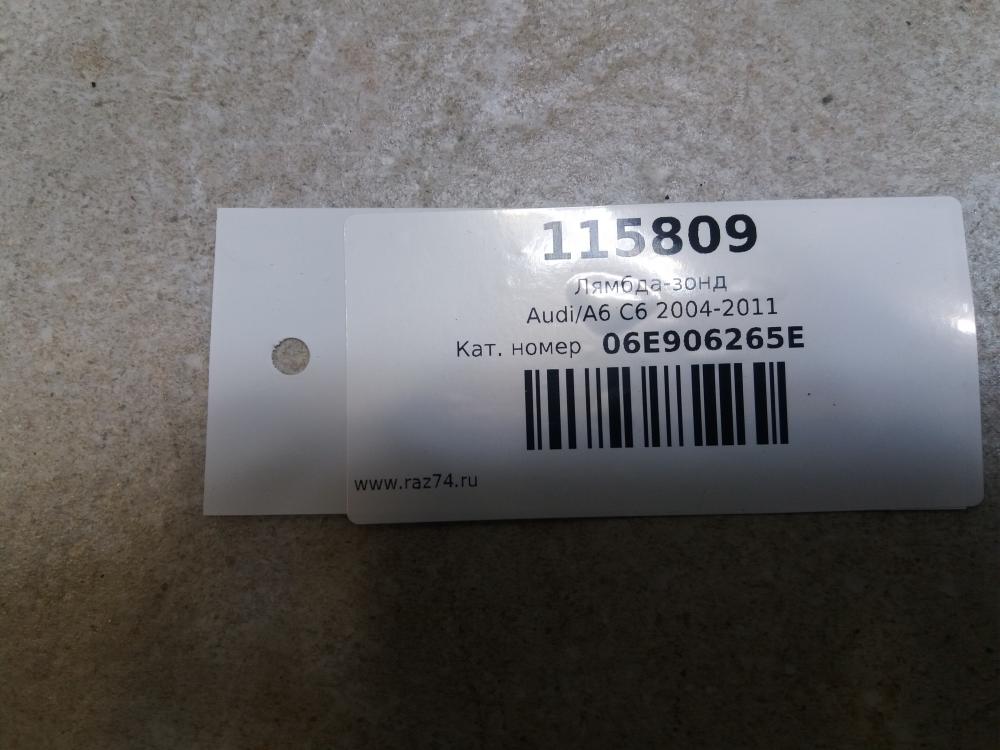 115809
Лямбда-зонд
Audi/A6 C6 2004-2011
Кат. номер 06E906265E
www.raz74.ru